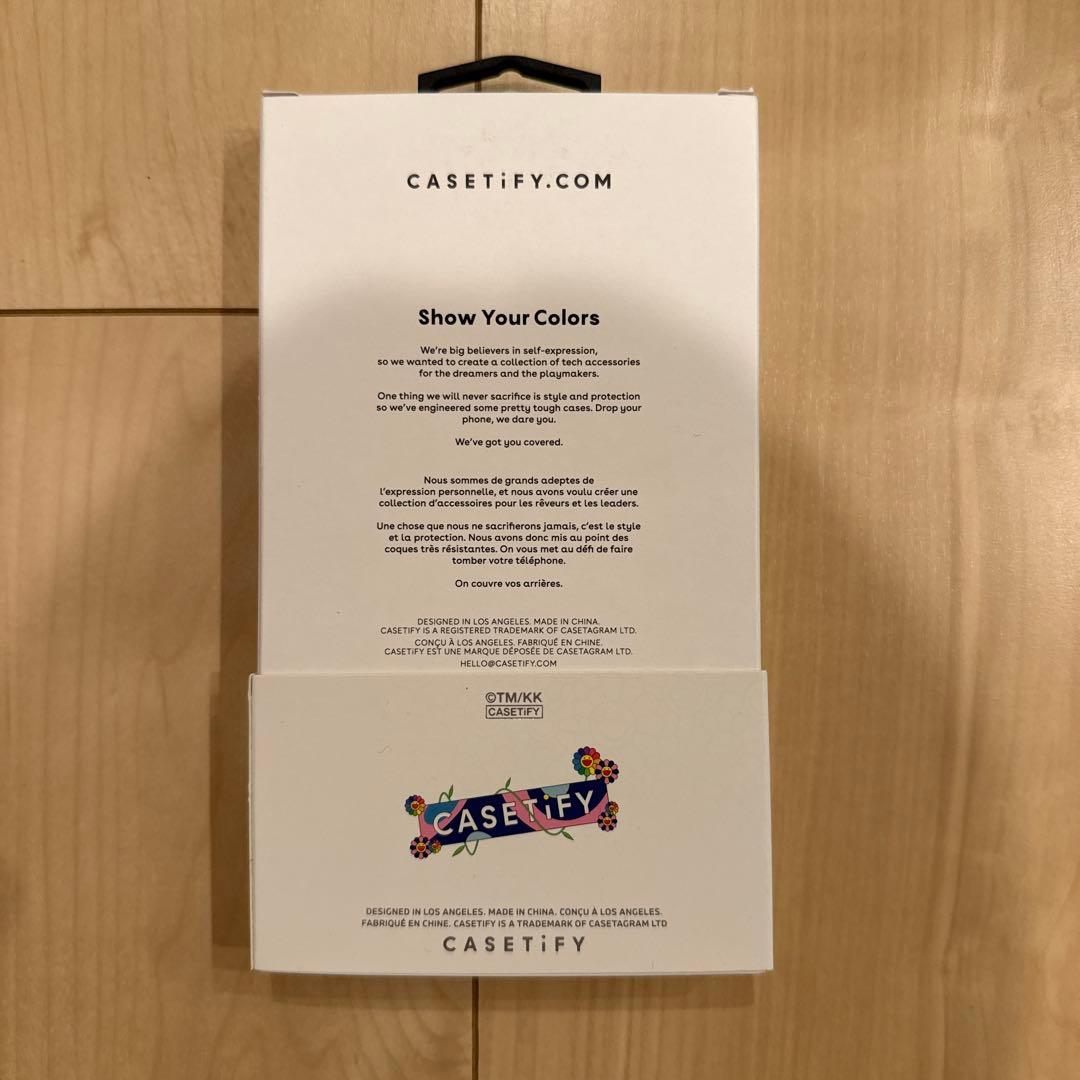 CASETiFY.COM
Show Your Colors
We're big believers in self-expression,
so we wanted to create a collection of tech accessories
for the dreamers and the playmakers.
One thing we will never sacrifice is style and protection
so we've engineered some pretty tough cases. Drop your
phone, we dare you.
We've got you covered.
Nous sommes de grands adeptes de
l'expression personnelle, et nous avons voulu créer une
collection d'accessoires pour les rêveurs et les leaders.
Une chose que nous ne sacrifierons jamais, c'est le style
et la protection. Nous avons donc mis au point des
coques très résistantes. On vous met au défi de faire
tomber votre téléphone.
On couvre vos arrières.
DESIGNED IN LOS ANGELES. MADE IN CHINA.
CASETiFY IS A REGISTERED TRADEMARK OF CASETAGRAM LTD.
CONÇU À LOS ANGELES. FABRIQUÉ EN CHINE.
CASETiFY EST UNE MARQUE DÉPOSÉE DE CASETAGRAM LTD.
HELLO@CASETIFY.COM
©TM/KK
CASETiFY
CASETiFY
DESIGNED IN LOS ANGELES. MADE IN CHINA. CONÇU À LOS ANGELES.
FABRIQUÉ EN CHINE. CASETIFY IS A TRADEMARK OF CASETAGRAM LTD
CASETiFY